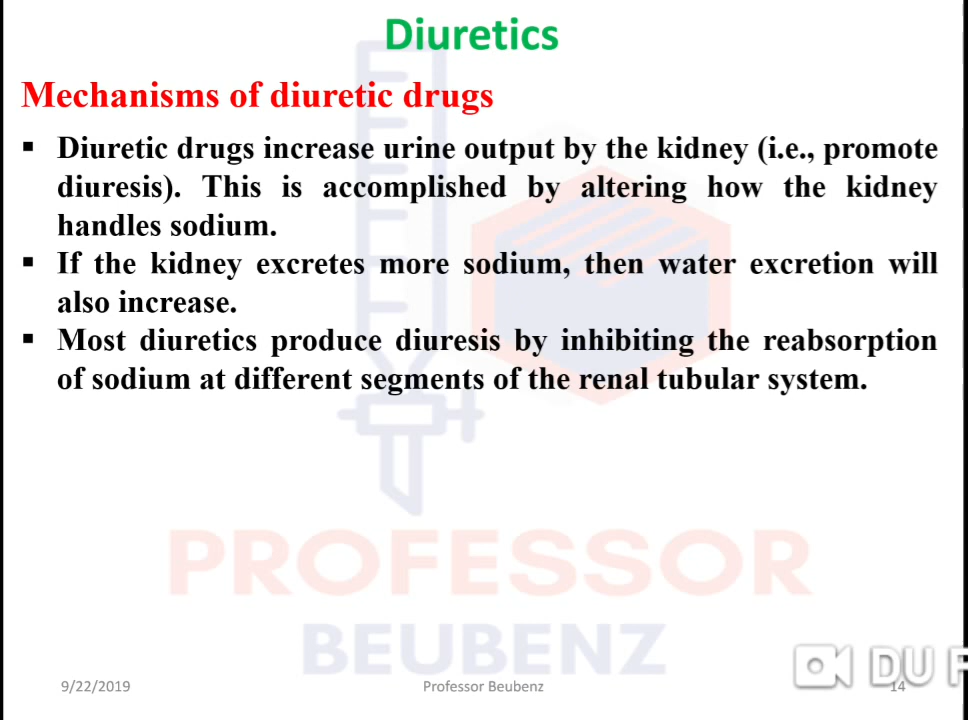 Diuretics
Mechanisms of diuretic drugs
▪ Diuretic drugs increase urine output by the kidney (i.e., promote
diuresis). This is accomplished by altering how the kidney
handles sodium.
▪ If the kidney excretes more sodium, then water excretion will
also increase.
▪ Most diuretics produce diuresis by inhibiting the reabsorption
of sodium at different segments of the renal tubular system.
PROFESSOR
BEUBENZ
9/22/2019
Professor Beubenz
14
DU